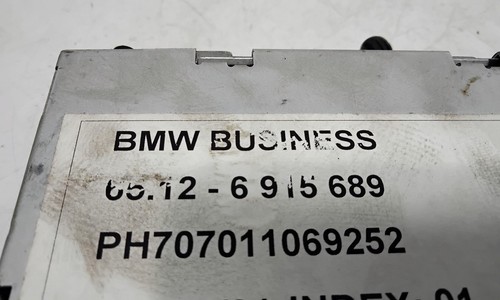 BMW BUSINESS
65.12 - 6 915 689
PH707011069252
INDEX 01